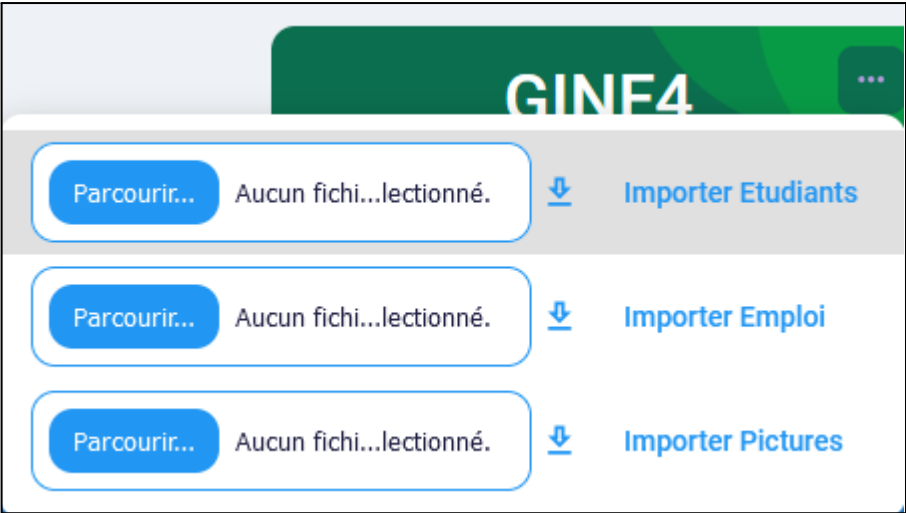 GINF4
Parcourir... Aucun fichi...lectionné. Importer Etudiants
Parcourir... Aucun fichi...lectionné. Importer Emploi
Parcourir... Aucun fichi...lectionné. Importer Pictures